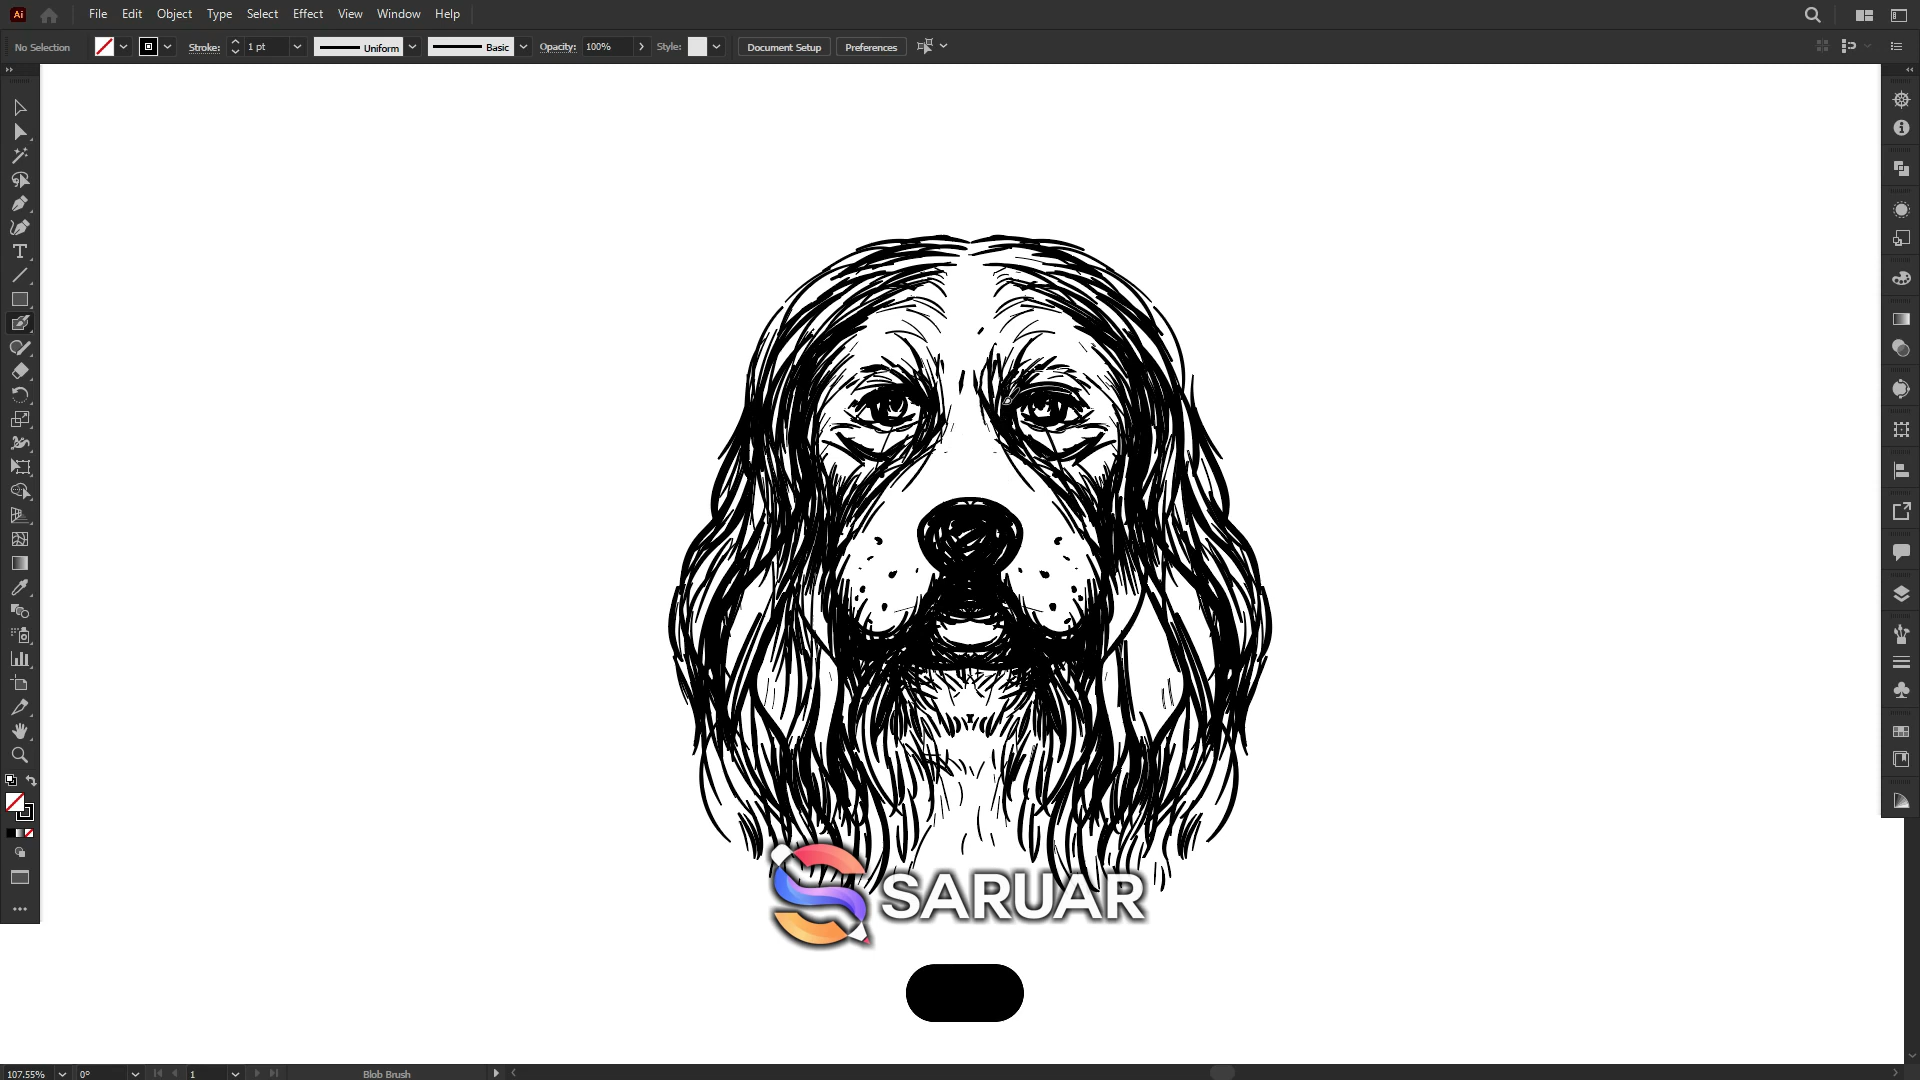 Ai File Edit Object Type Select Effect View Window Help
No Selection Stroke: 1 pt Uniform Basic Opacity: 100% Style: Document Setup Preferences
SARUAR
107.55% 0° 1 Blob Brush